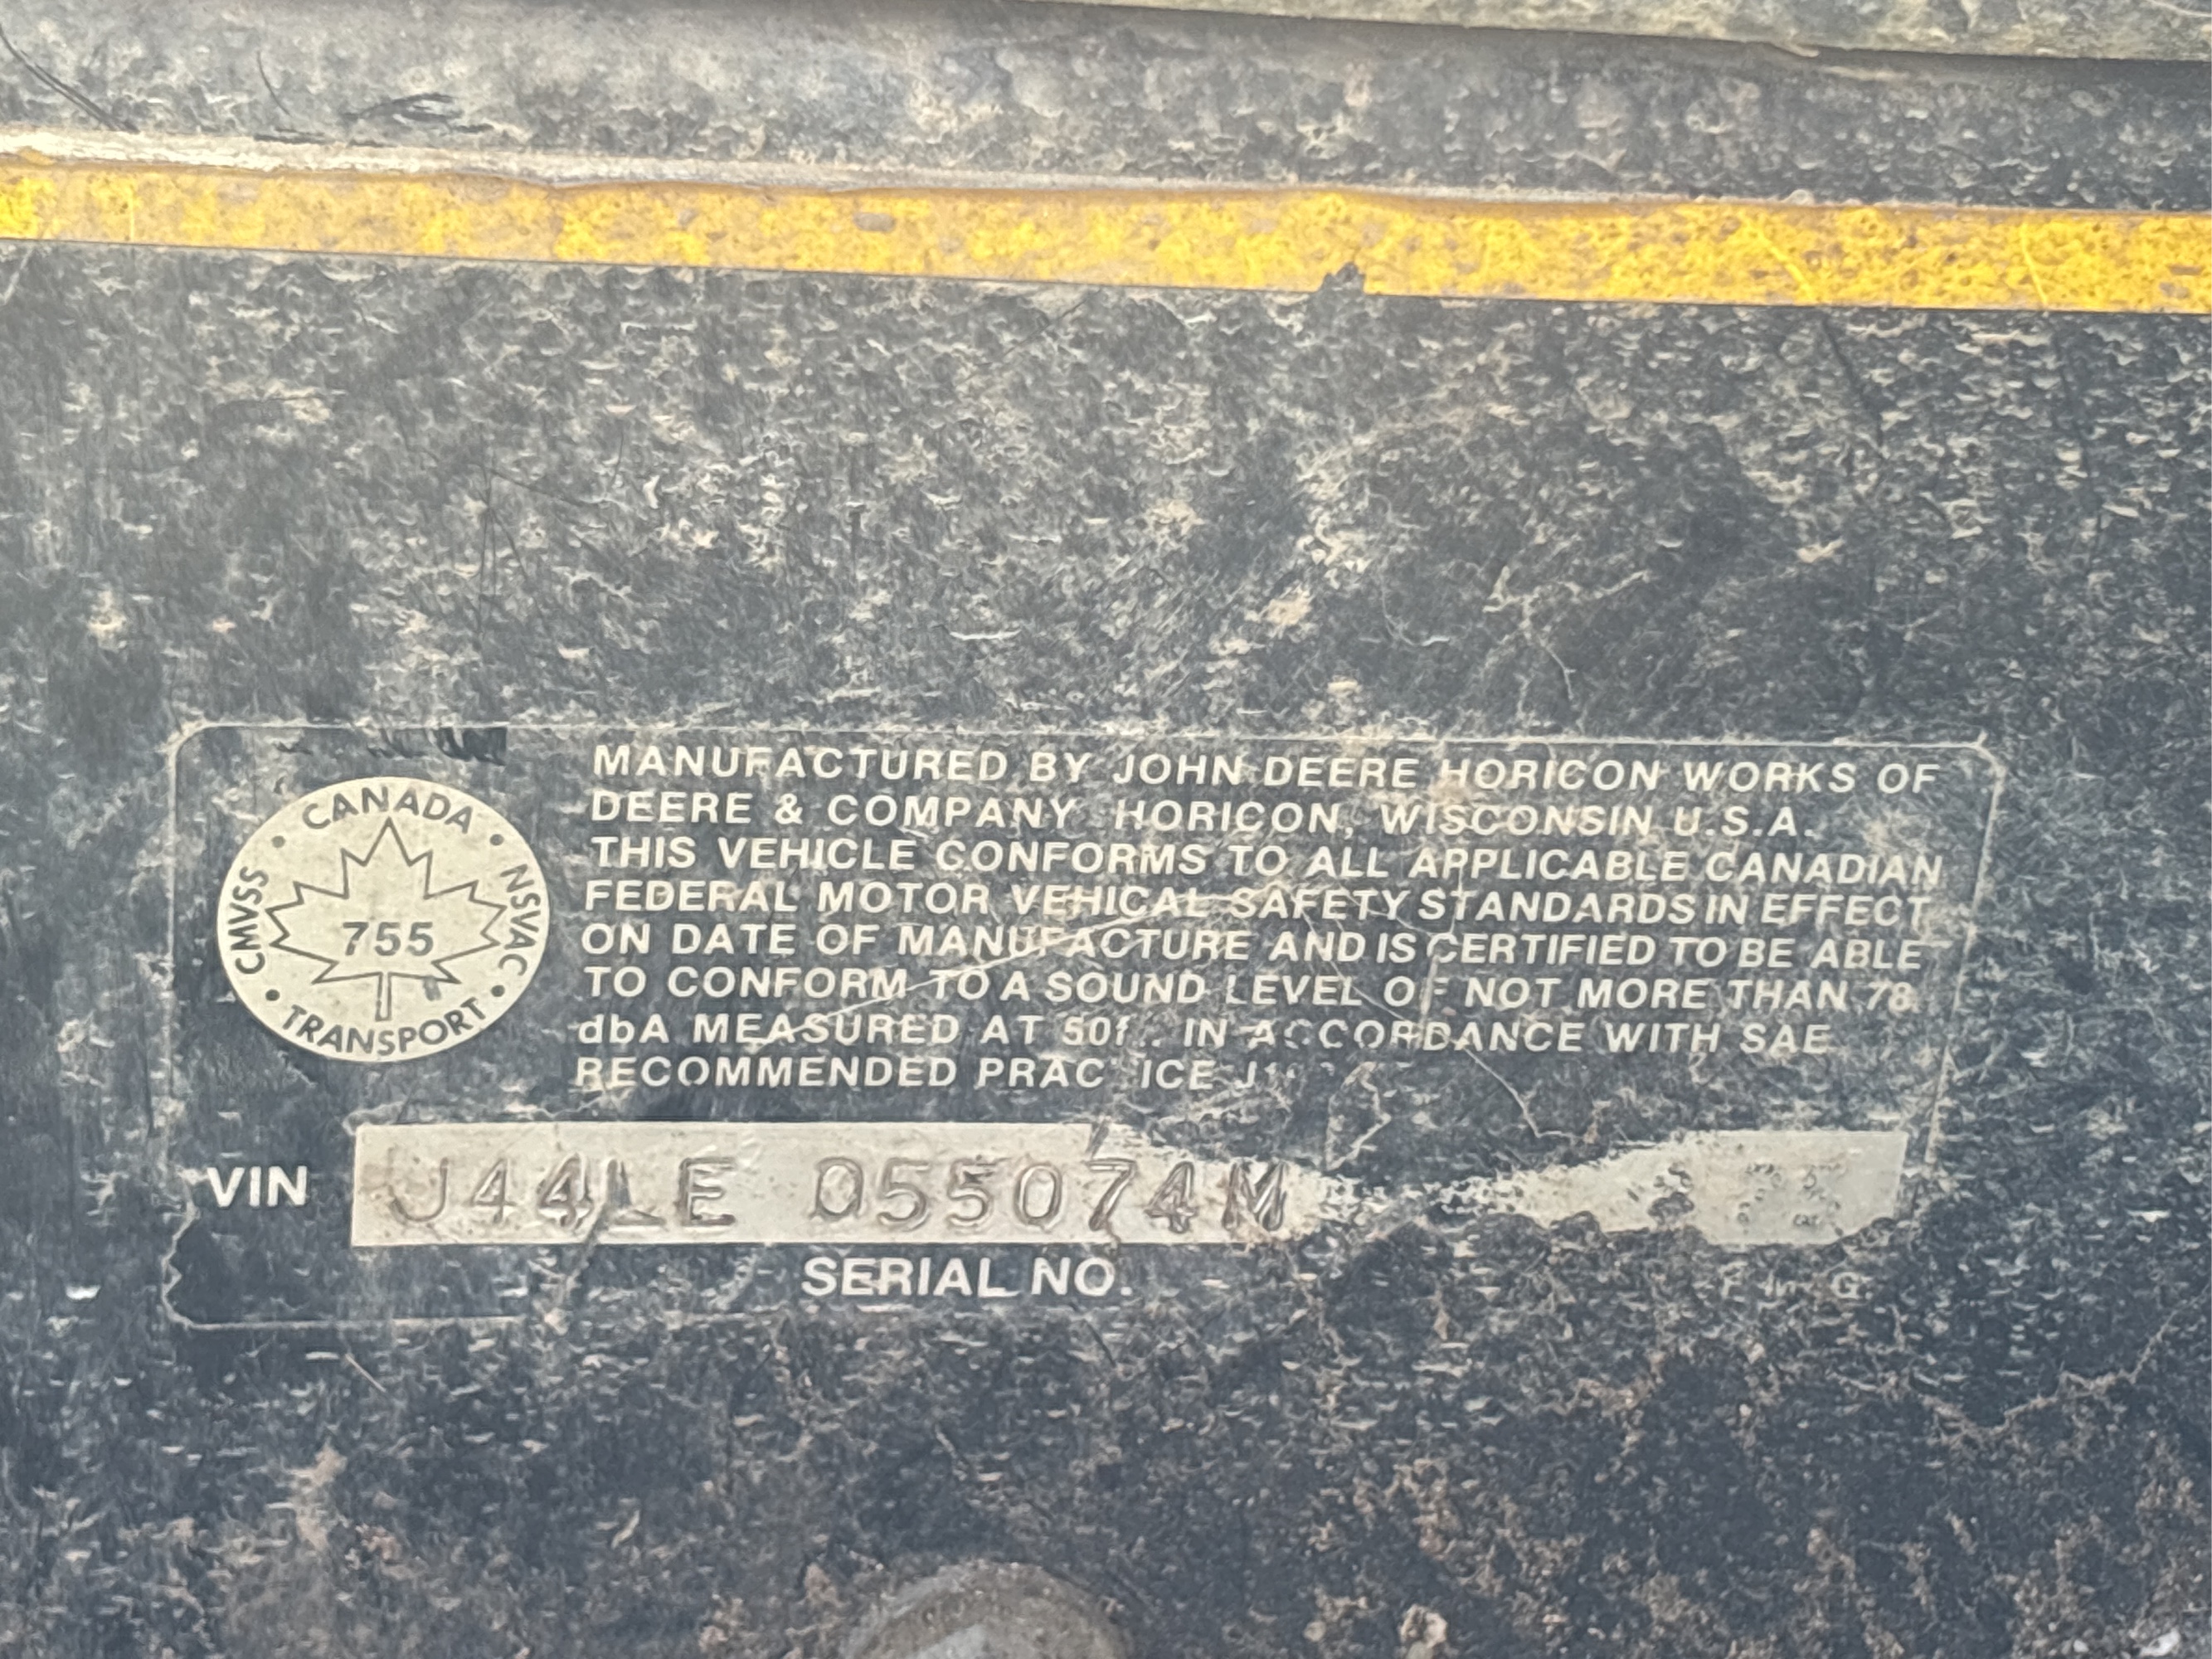 CANADA
CMVSS
NSVAC
755
TRANSPORT
MANUFACTURED BY JOHN DEERE HORICON WORKS OF
DEERE & COMPANY HORICON, WISCONSIN U.S.A.
THIS VEHICLE CONFORMS TO ALL APPLICABLE CANADIAN
FEDERAL MOTOR VEHICAL SAFETY STANDARDS IN EFFECT
ON DATE OF MANUFACTURE AND IS CERTIFIED TO BE ABLE
TO CONFORM TO A SOUND LEVEL OF NOT MORE THAN 78
dbA MEASURED AT IN ACCORDANCE WITH SAE
RECOMMENDED PRACTICE
VIN J44LE 055074M
SERIAL NO.